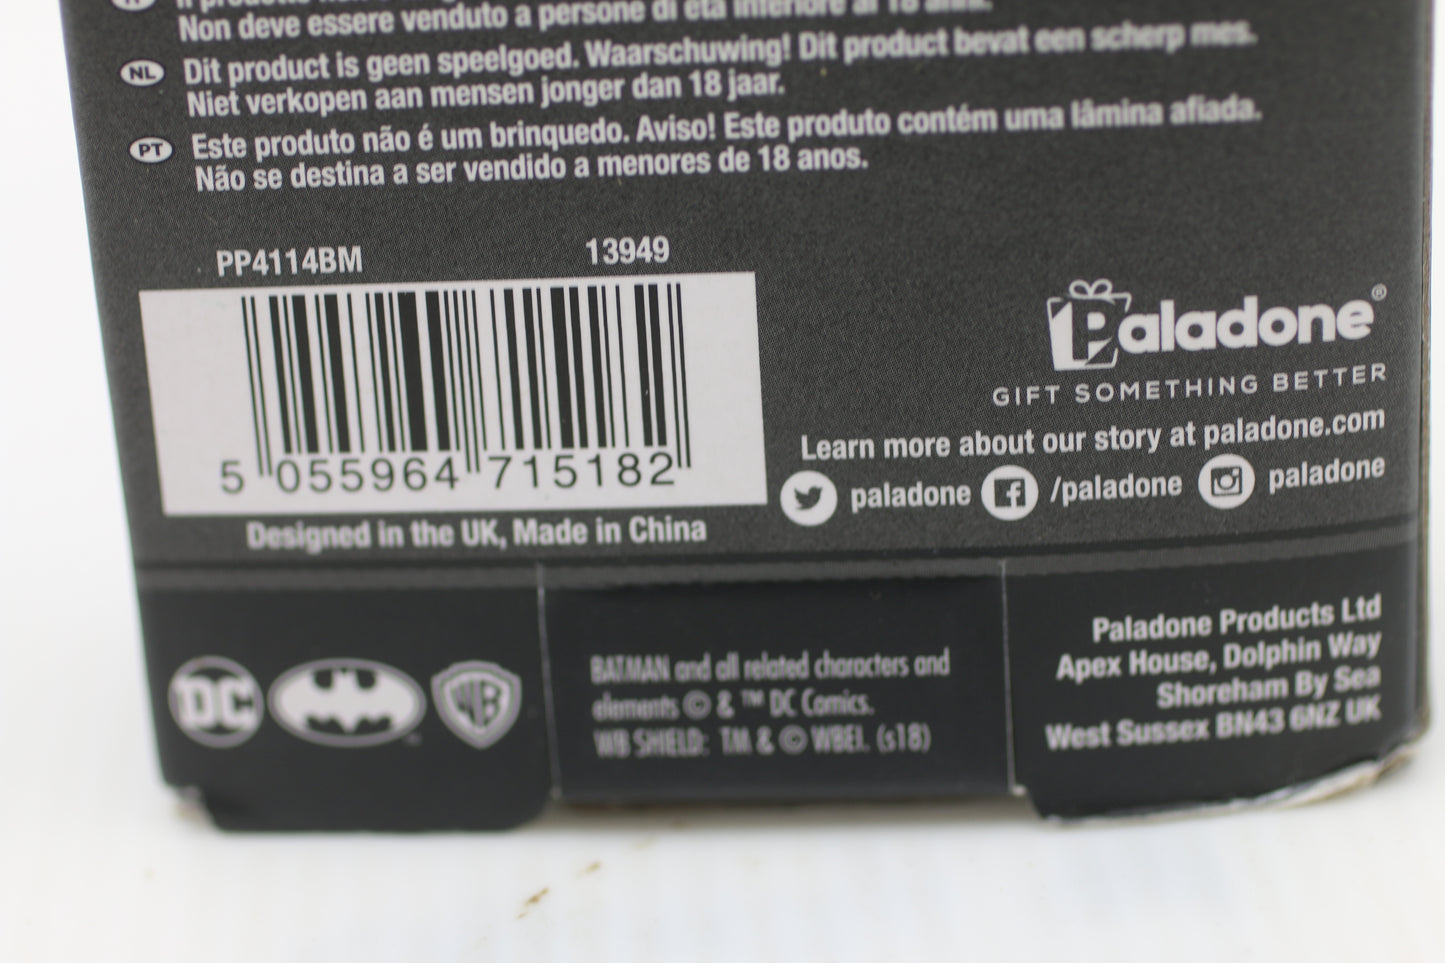 Non deve essere venduto a persone di età inferiore ai 18 anni.
NL Dit product is geen speelgoed. Waarschuwing! Dit product bevat een scherp mes.
Niet verkopen aan mensen jonger dan 18 jaar.
PT Este produto não é um brinquedo. Aviso! Este produto contém uma lâmina afiada.
Não se destina a ser vendido a menores de 18 anos.
PP4114BM 13949
5 055964 715182
Designed in the UK, Made in China
Paladone®
GIFT SOMETHING BETTER
Learn more about our story at paladone.com
paladone /paladone paladone
DC WB
BATMAN and all related characters and
elements © & ™ DC Comics.
WB SHIELD: TM & © WBEI. (s18)
Paladone Products Ltd
Apex House, Dolphin Way
Shoreham By Sea
West Sussex BN43 6NZ UK